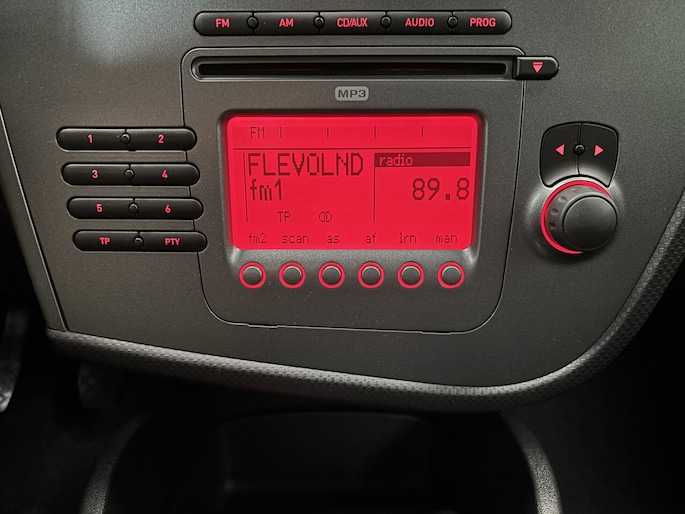 FM AM CD/AUX AUDIO PROG
MP3
FM
1 2
FLEVOLND radio
3 4
fm1 89.8
5 6
TP
TP PTY
fm2 scan as af lrn man